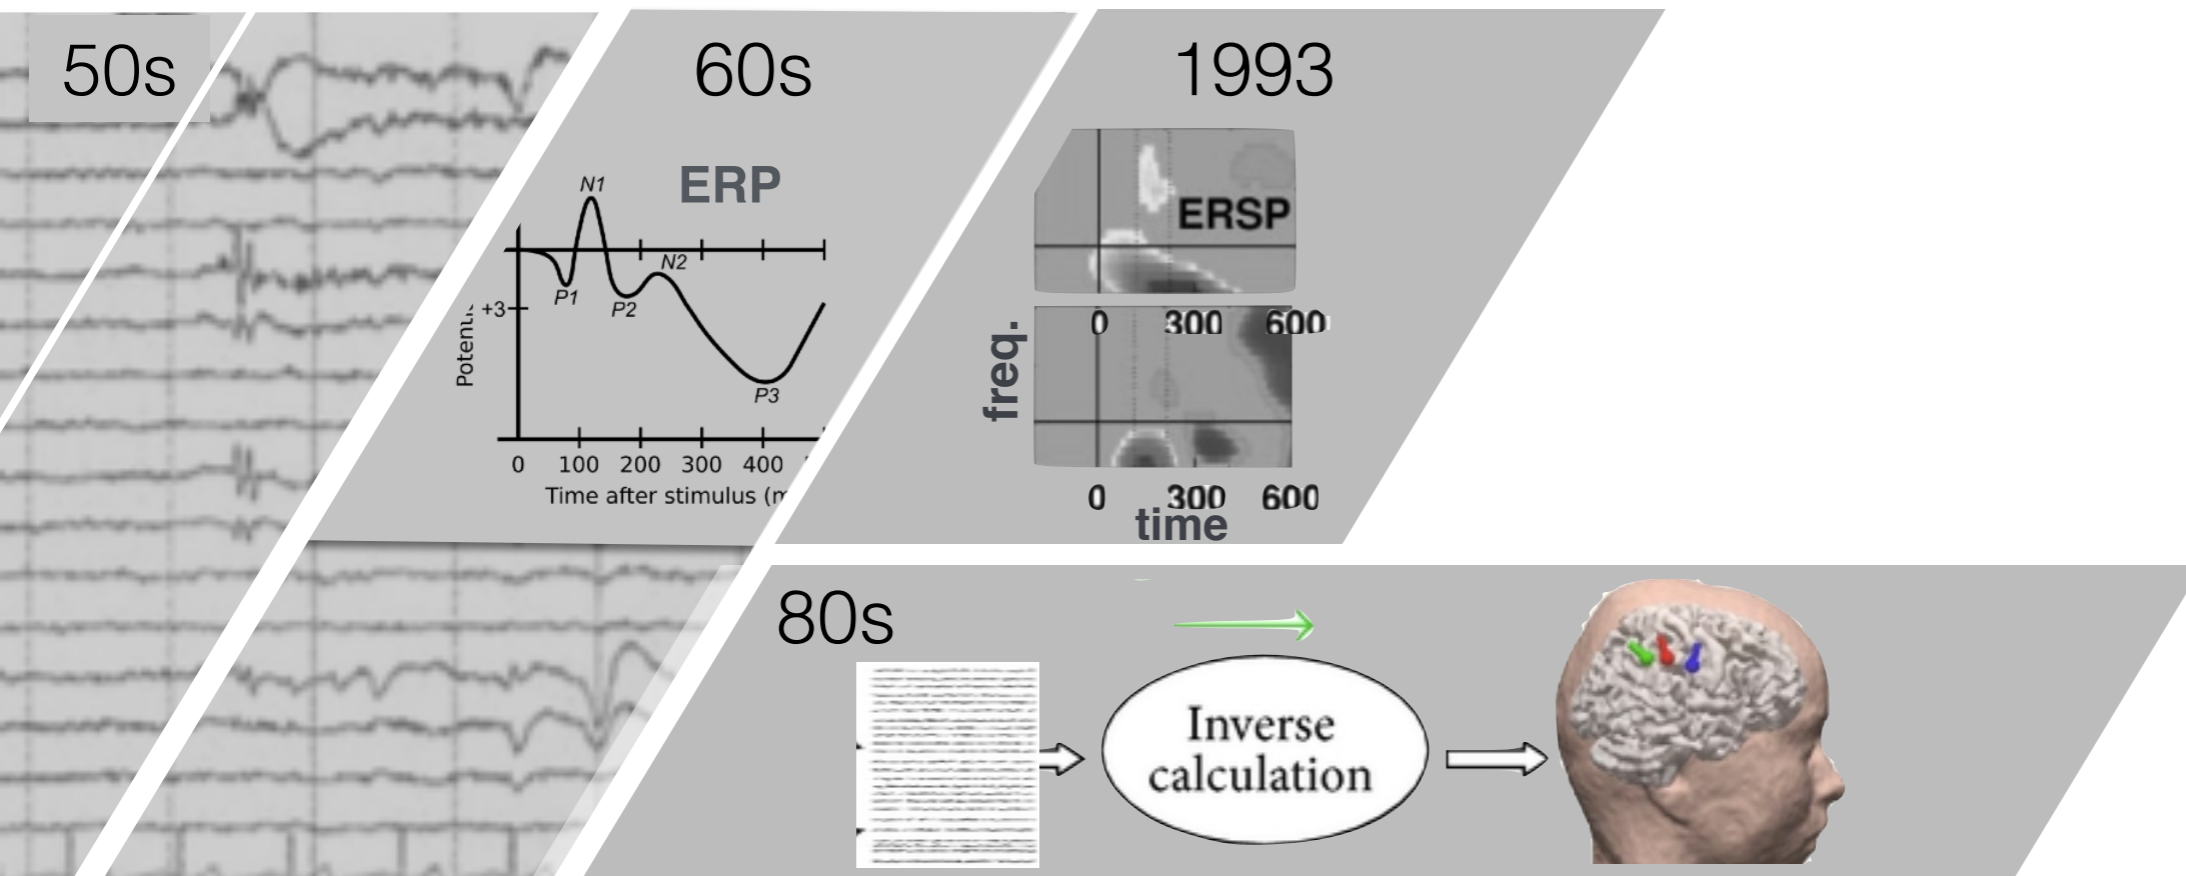 50s
60s
ERP
N1
N2
P1
P2
+3
P3
0 100 200 300 400
Time after stimulus
1993
ERSP
0 300 600
freq.
0 300 600
time
80s
Inverse
calculation